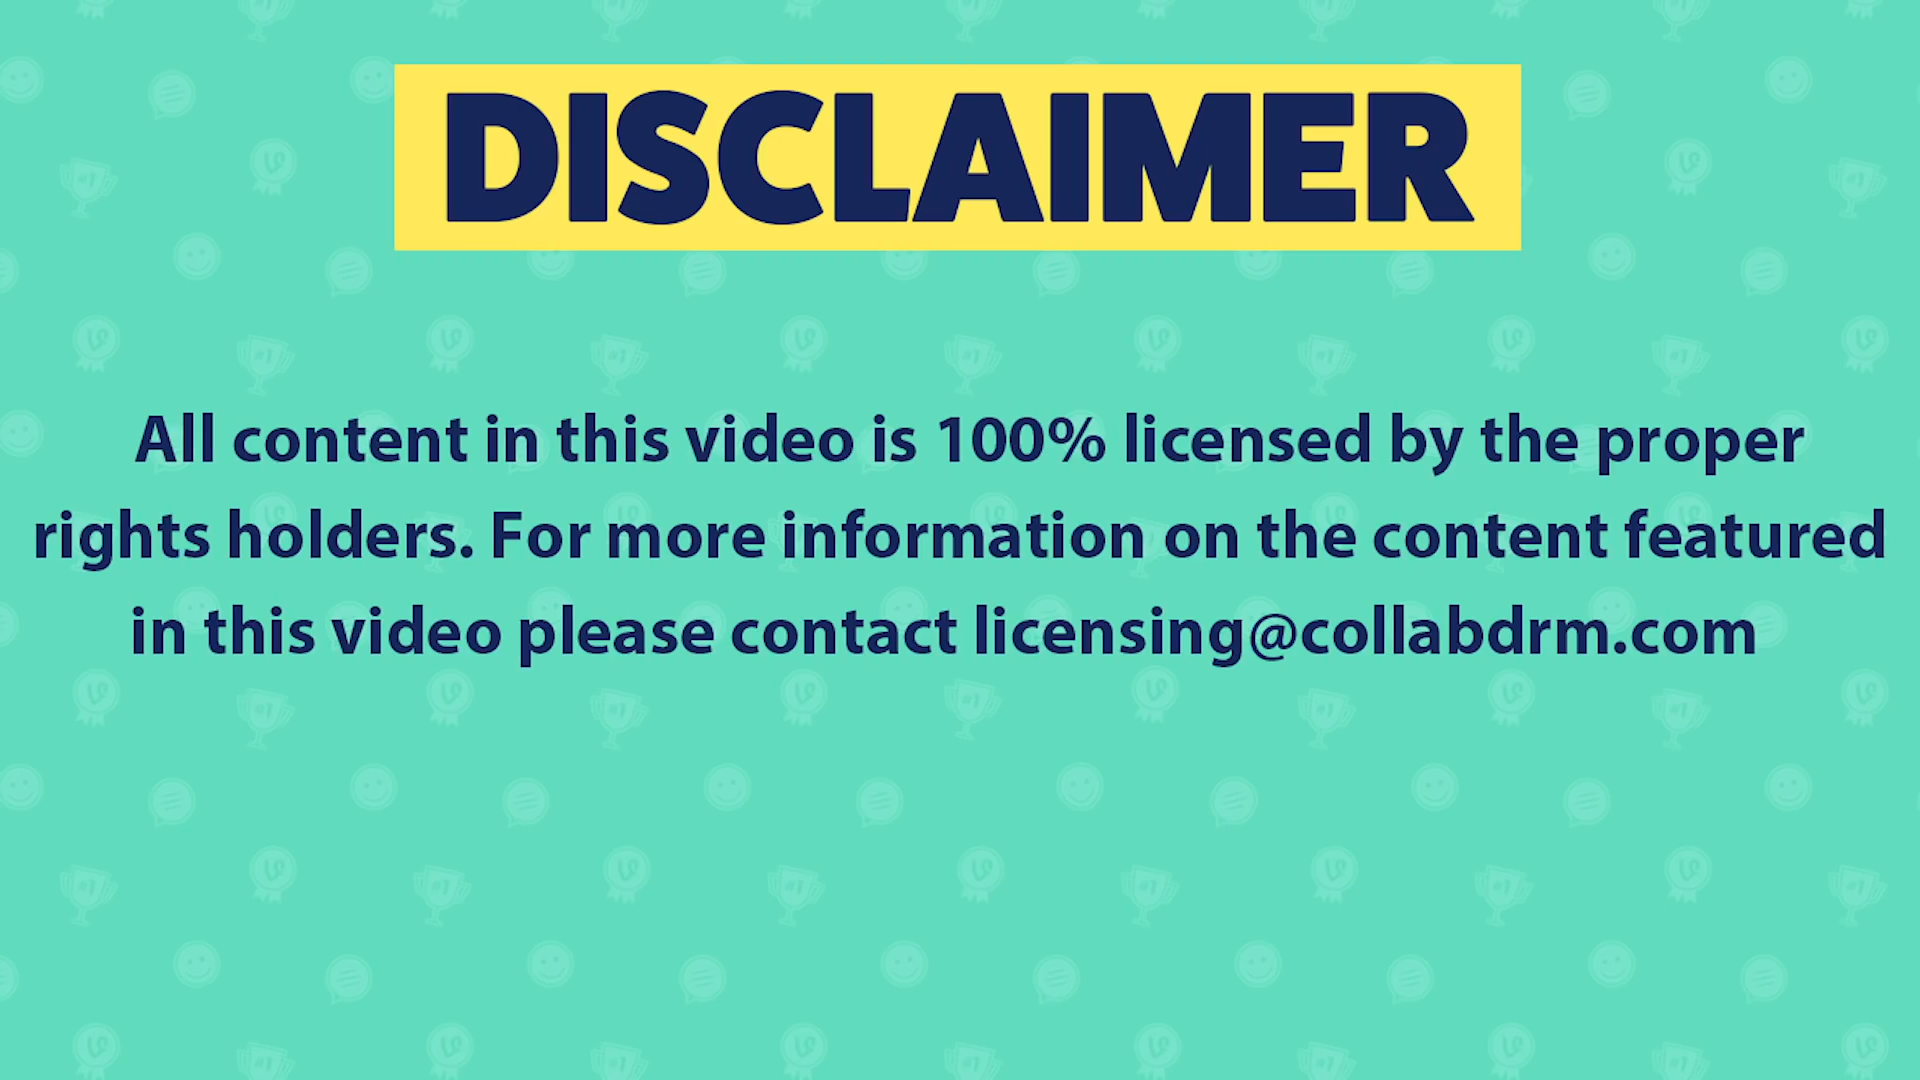 DISCLAIMER
All content in this video is 100% licensed by the proper
rights holders. For more information on the content featured
in this video please contact licensing@collabdrm.com